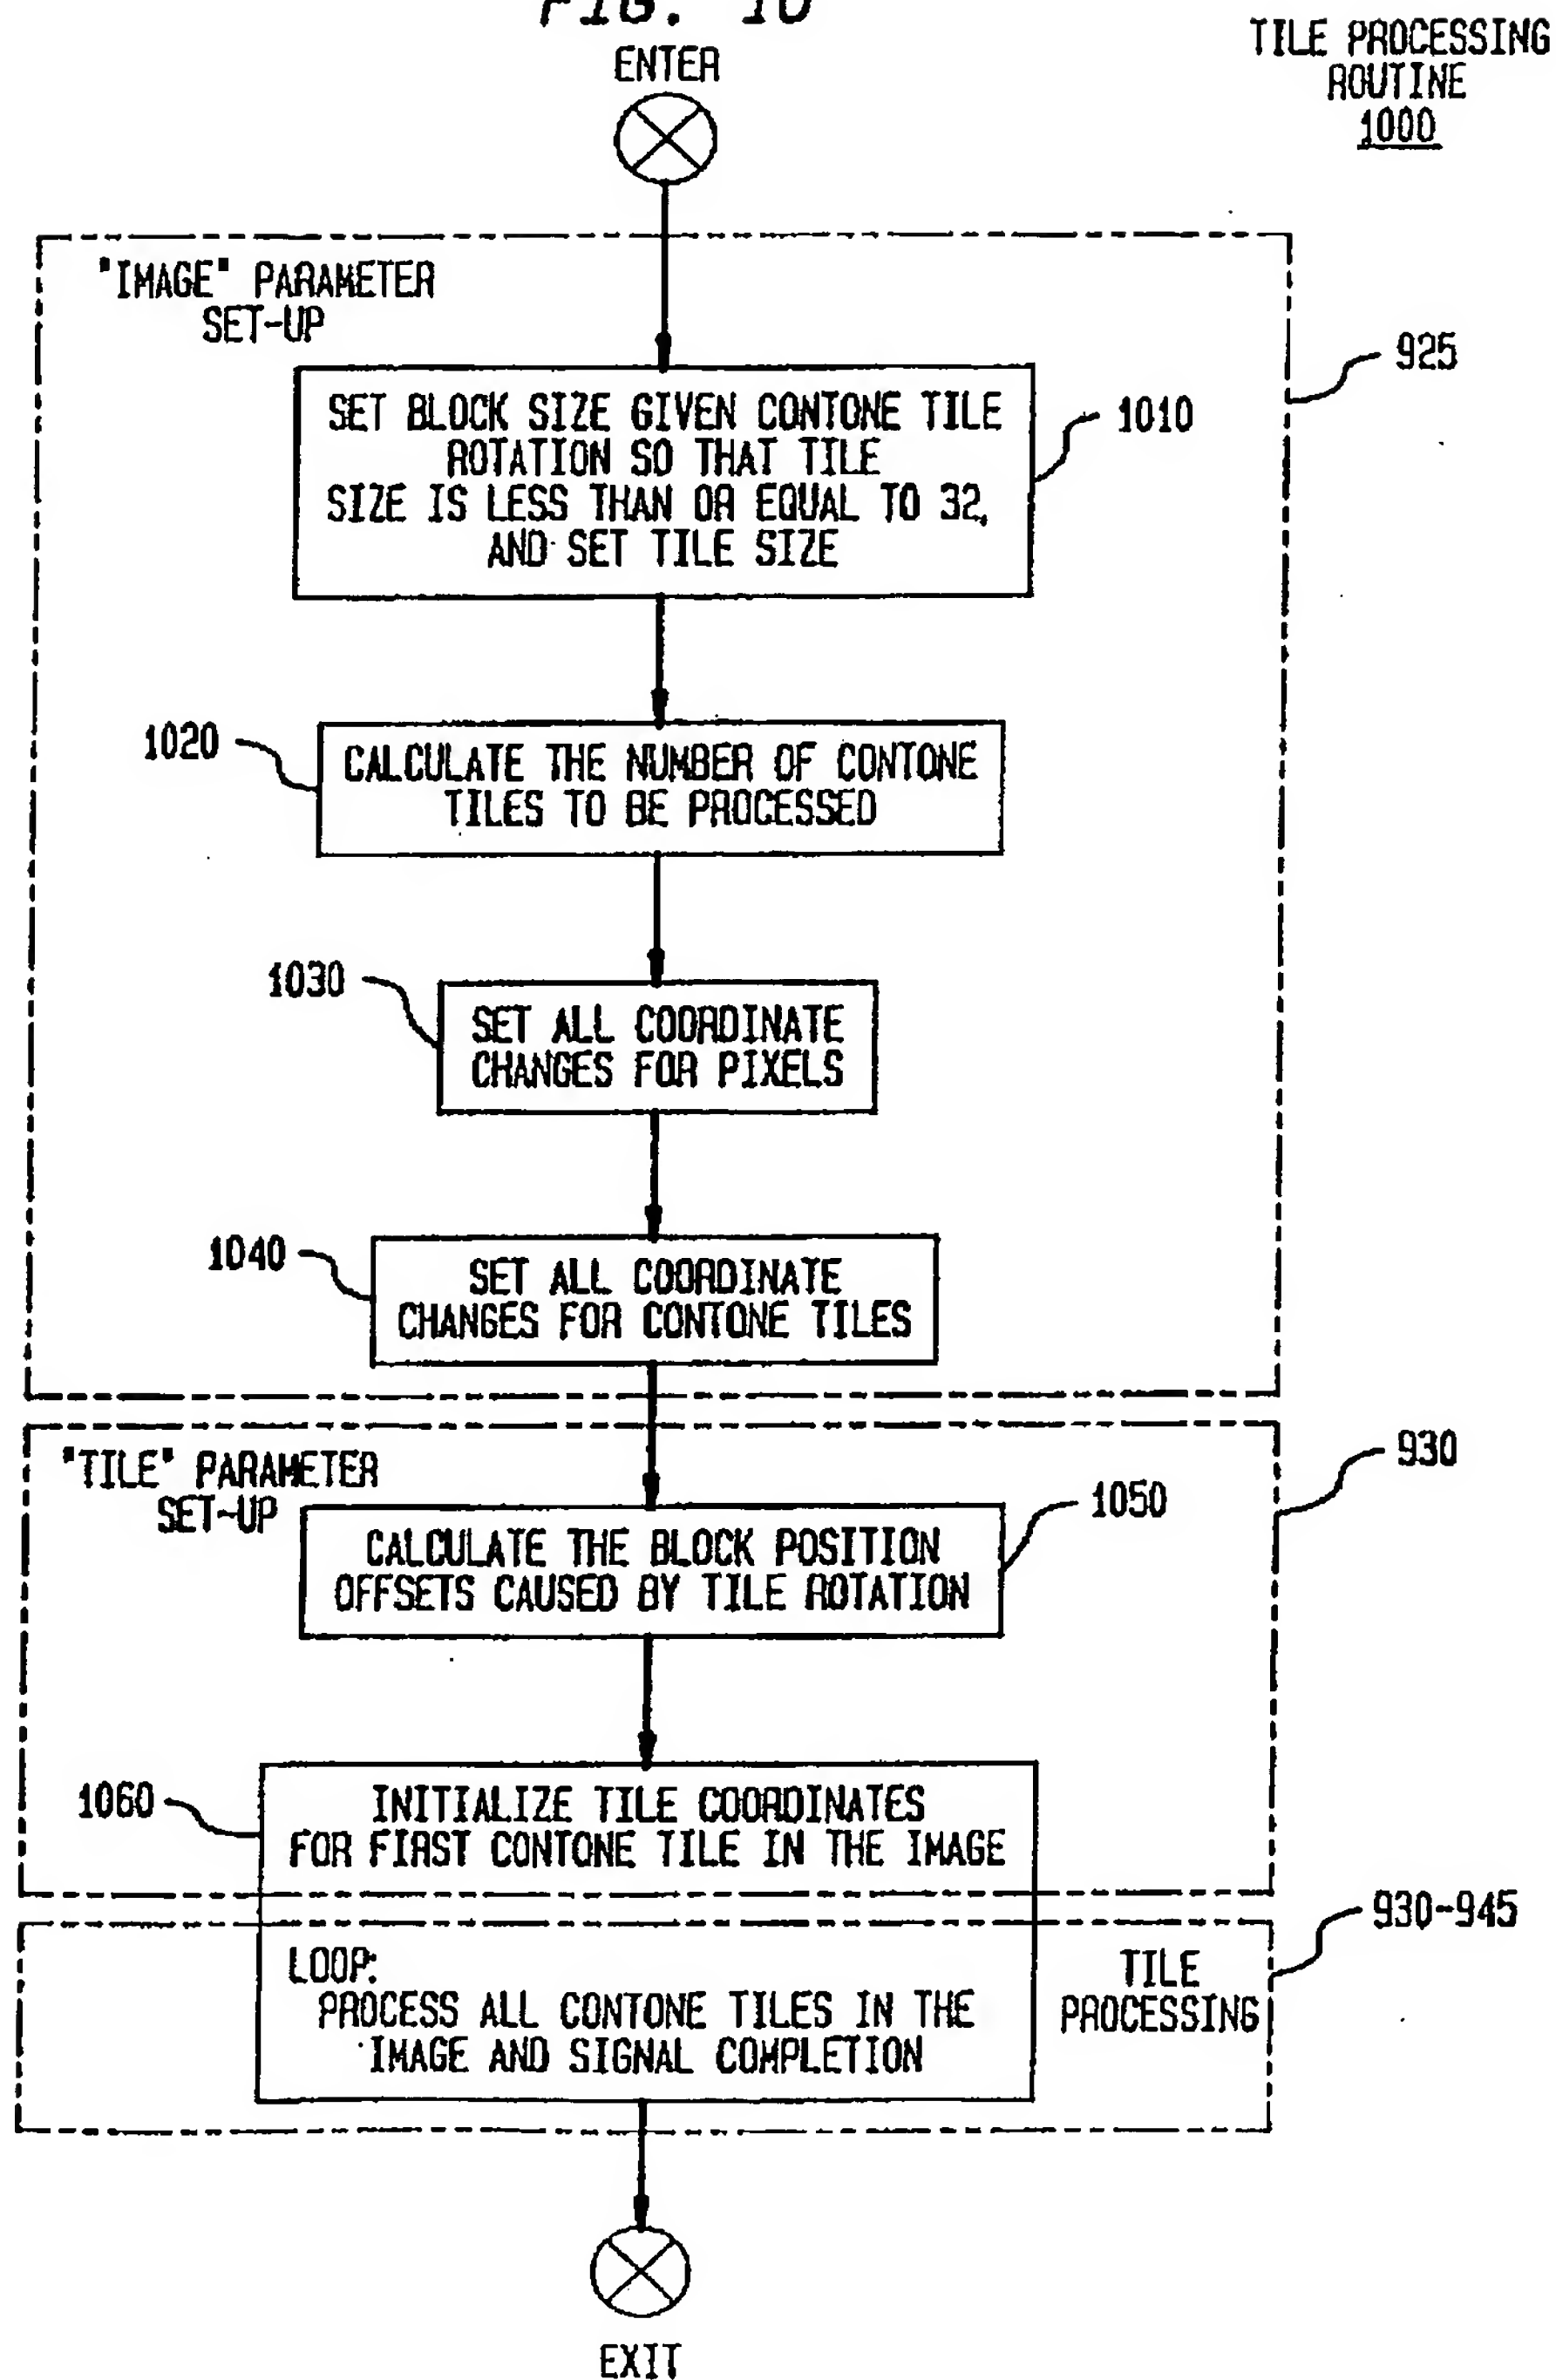 FIG. 10
ENTER
TILE PROCESSING
ROUTINE
1000
"IMAGE" PARAMETER
SET-UP
925
SET BLOCK SIZE GIVEN CONTONE TILE
ROTATION SO THAT TILE
SIZE IS LESS THAN OR EQUAL TO 32,
AND SET TILE SIZE
1010
1020
CALCULATE THE NUMBER OF CONTONE
TILES TO BE PROCESSED
1030
SET ALL COORDINATE
CHANGES FOR PIXELS
1040
SET ALL COORDINATE
CHANGES FOR CONTONE TILES
"TILE" PARAMETER
SET-UP
930
1050
CALCULATE THE BLOCK POSITION
OFFSETS CAUSED BY TILE ROTATION
1060
INITIALIZE TILE COORDINATES
FOR FIRST CONTONE TILE IN THE IMAGE
930-945
LOOP:
PROCESS ALL CONTONE TILES IN THE
IMAGE AND SIGNAL COMPLETION
TILE
PROCESSING
EXIT